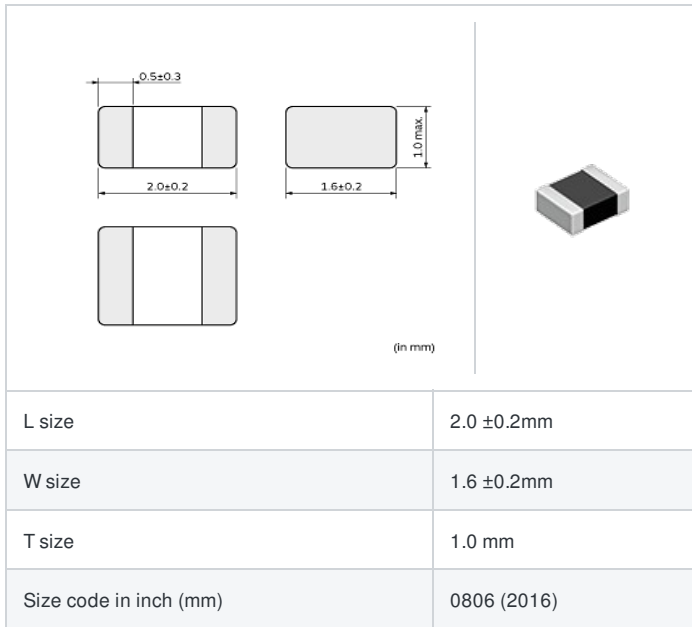 0.5±0.3
1.0 max.
2.0±0.2
1.6±0.2
(in mm)
L size 2.0 ±0.2mm
W size 1.6 ±0.2mm
T size 1.0 mm
Size code in inch (mm) 0806 (2016)